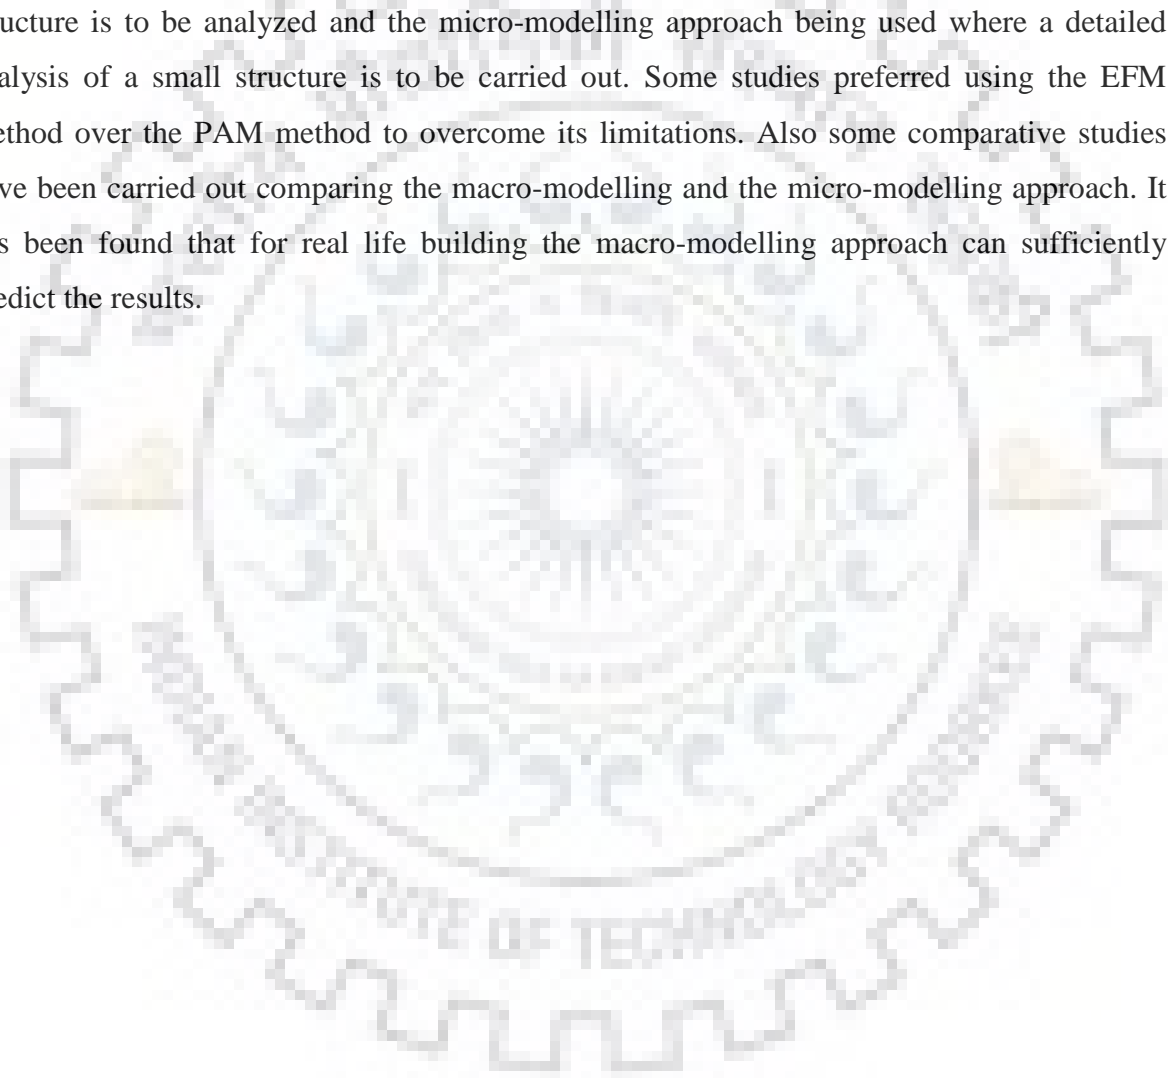 ucture is to be analyzed and the micro-modelling approach being used where a detailed
alysis of a small structure is to be carried out. Some studies preferred using the EFM
ethod over the PAM method to overcome its limitations. Also some comparative studies
ve been carried out comparing the macro-modelling and the micro-modelling approach. It
s been found that for real life building the macro-modelling approach can sufficiently
edict the results.
INSTITUTE OF TECHNOLOGY